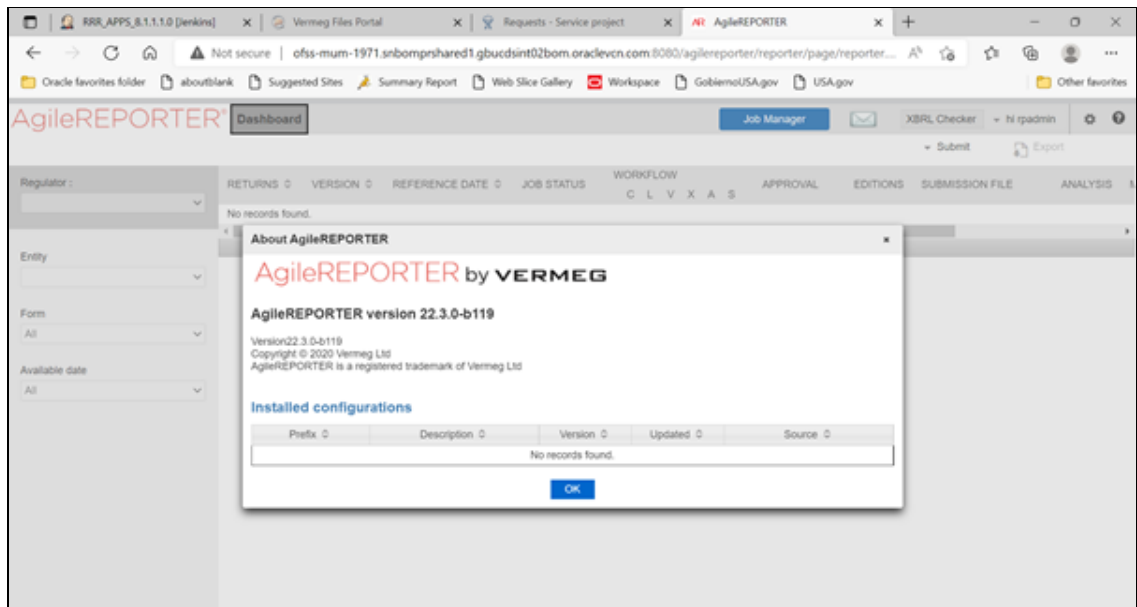 RRR_APPS_8.1.1.1.0 [Jenkins]
Vermeg Files Portal
Requests - Service project
AR AgileREPORTER
Not secure | ofss-mum-1971.snbomprshared1.gbucdsint02bom.oraclevcn.com:8080/agilereporter/reporter/page/reporter....
Oracle favorites folder
aboutblank
Suggested Sites
Summary Report
Web Slice Gallery
Workspace
GobiernoUSA.gov
USA.gov
Other favorites
AgileREPORTER® Dashboard
Job Manager
XBRL Checker
hi rpadmin
Submit
Export
Regulator :
RETURNS VERSION REFERENCE DATE JOB STATUS WORKFLOW APPROVAL EDITIONS SUBMISSION FILE ANALYSIS
C L V X A S
No records found.
Entity
Form
All
Available date
All
About AgileREPORTER
AgileREPORTER by VERMEG
AgileREPORTER version 22.3.0-b119
Version22.3.0-b119
Copyright © 2020 Vermeg Ltd
AgileREPORTER is a registered trademark of Vermeg Ltd
Installed configurations
Prefix Description Version Updated Source
No records found.
OK